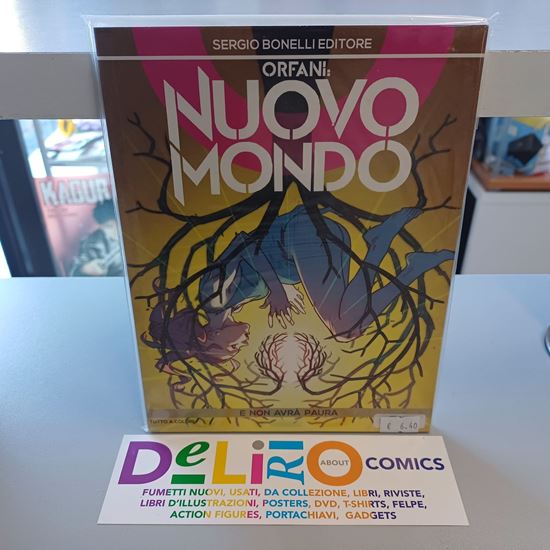 SERGIO BONELLI EDITORE
ORFANI:
NUOVO
MONDO
KAGUR
E NON AVRÀ PAURA
TUTTO A COLORI
€ 6.40
DeLiRiO ABOUT COMICS
FUMETTI NUOVI, USATI, DA COLLEZIONE, LIBRI, RIVISTE,
LIBRI D'ILLUSTRAZIONI, POSTERS, DVD, T-SHIRTS, FELPE,
ACTION FIGURES, PORTACHIAVI, GADGETS